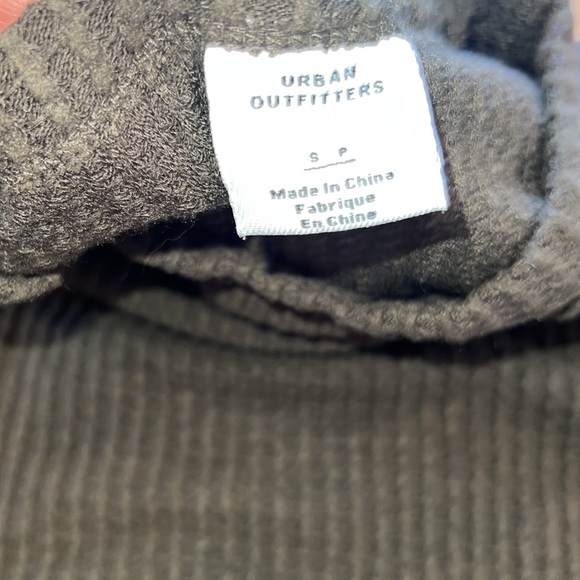 URBAN
OUTFITTERS
S P
Made In China
Fabrique
En Chine